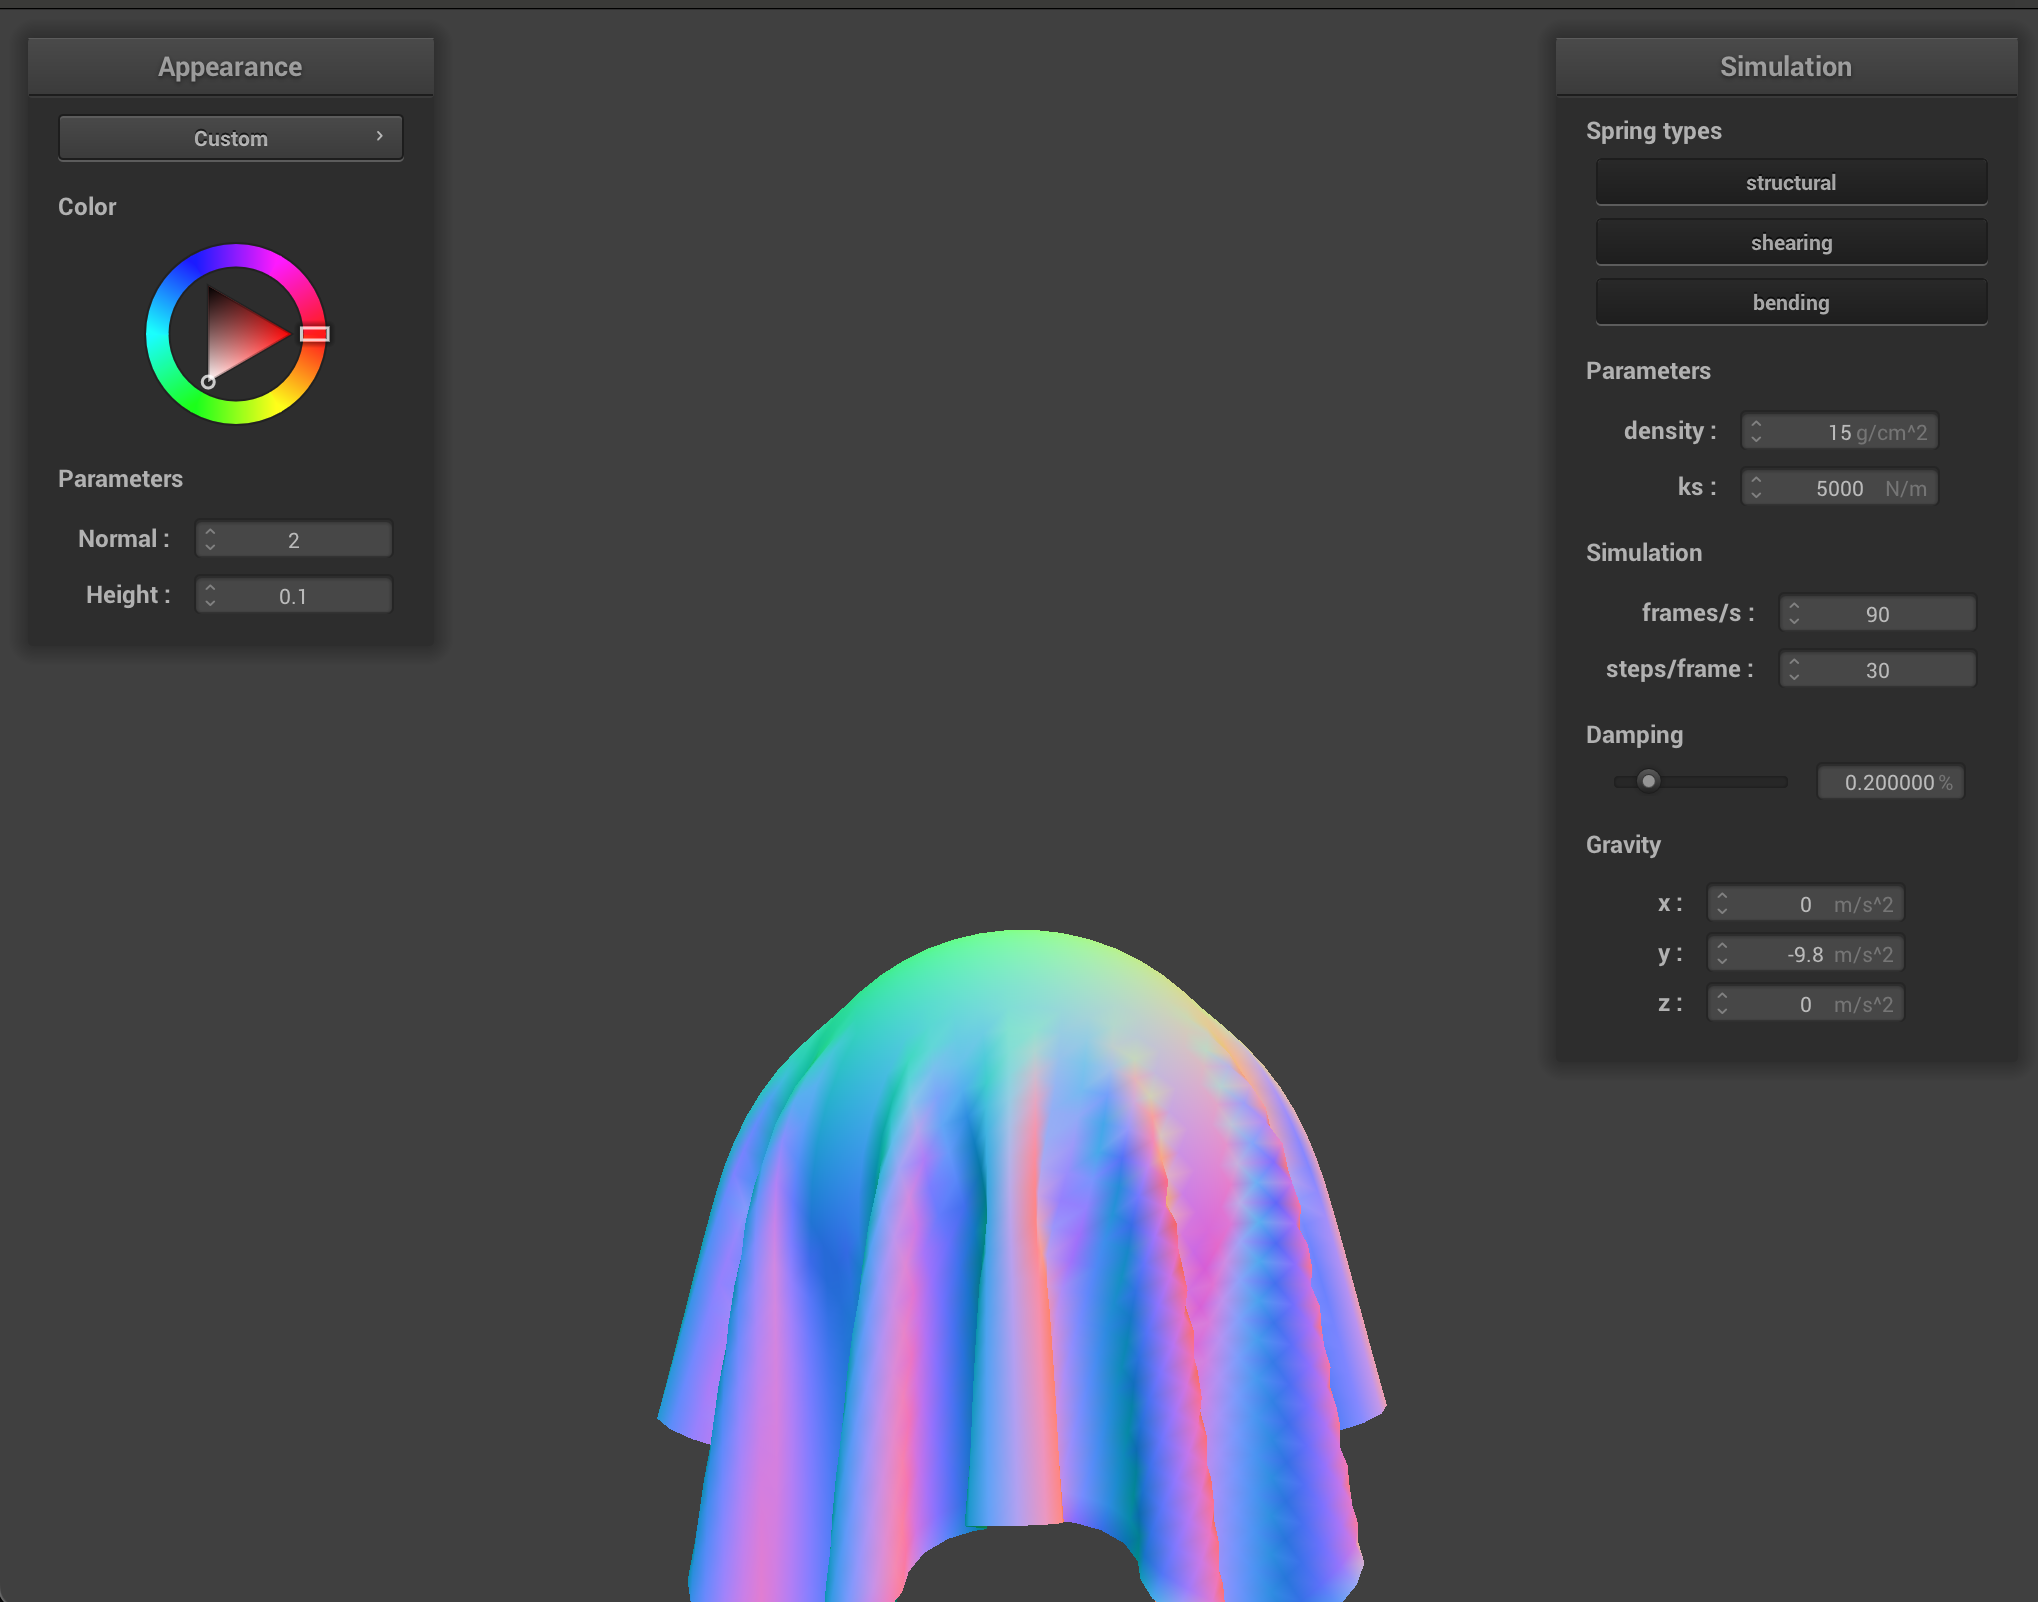 Appearance
Custom
Color
Parameters
Normal : 2
Height : 0.1
Simulation
Spring types
structural
shearing
bending
Parameters
density : 15 g/cm^2
ks : 5000 N/m
Simulation
frames/s : 90
steps/frame : 30
Damping
0.200000 %
Gravity
x : 0 m/s^2
y : -9.8 m/s^2
z : 0 m/s^2